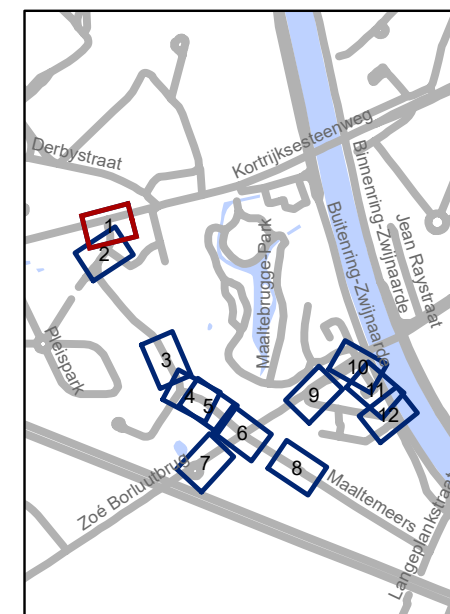 Derbystraat
Kortrijksesteenweg
Binnenring-Zwijnaarde
Jean Raystraat
Buitenring-Zwijnaarde
Maaltebrugge-Park
Pleispark
Zoé Borluutbrug
Maaltemeers
Langeplankstraat
1
2
3
4
5
6
7
8
9
10
11
12